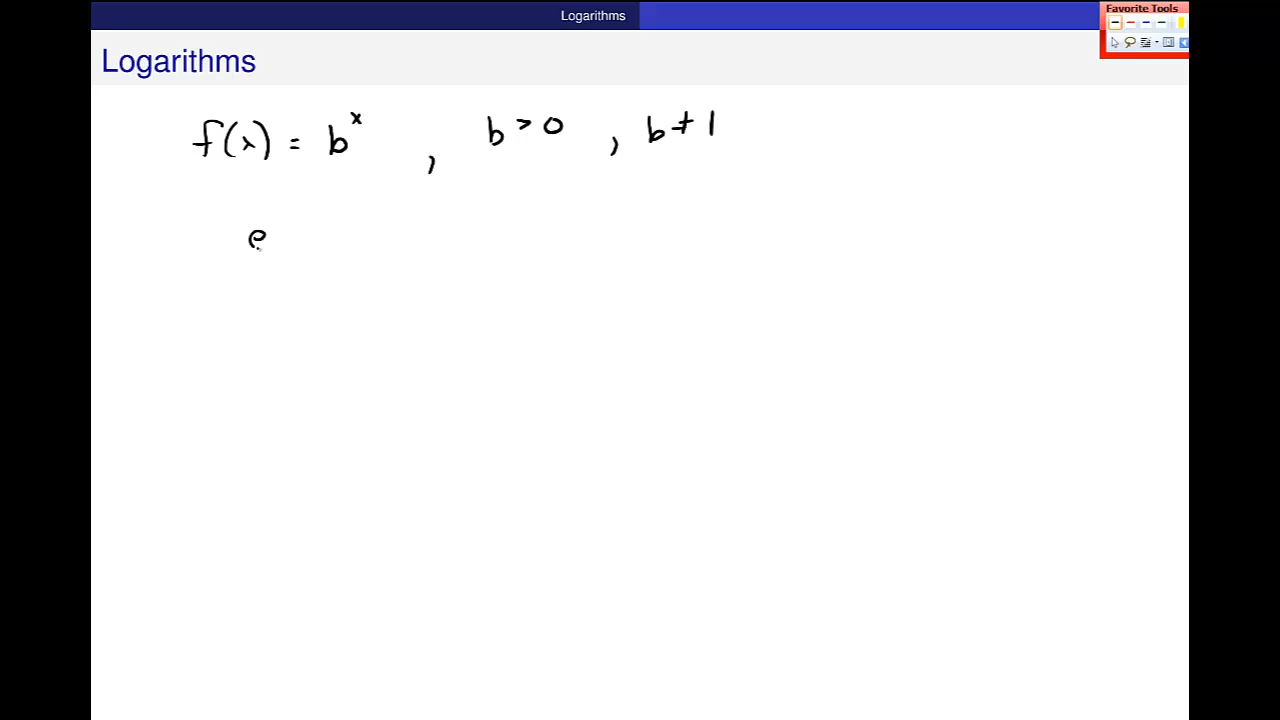 Logarithms
Favorite Tools
Logarithms
f(x) = b^x , b > 0 , b ≠ 1
e